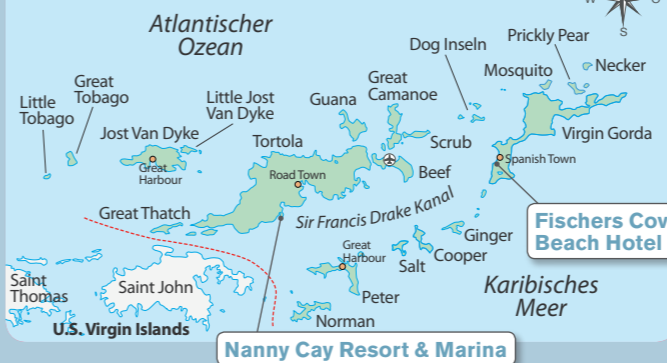 W
S
Atlantischer
Ozean
Prickly Pear
Dog Inseln
Necker
Mosquito
Great
Tobago
Little
Tobago
Great
Camanoe
Little Jost
Van Dyke
Guana
Jost Van Dyke
Tortola
Scrub
Virgin Gorda
Great
Harbour
Road Town
Beef
Spanish Town
Great Thatch
Sir Francis Drake Kanal
Fischers Cov
Beach Hotel
Ginger
Cooper
Salt
Great
Harbour
Saint
Thomas
Saint John
Peter
Karibisches
Meer
Norman
U.S. Virgin Islands
Nanny Cay Resort & Marina